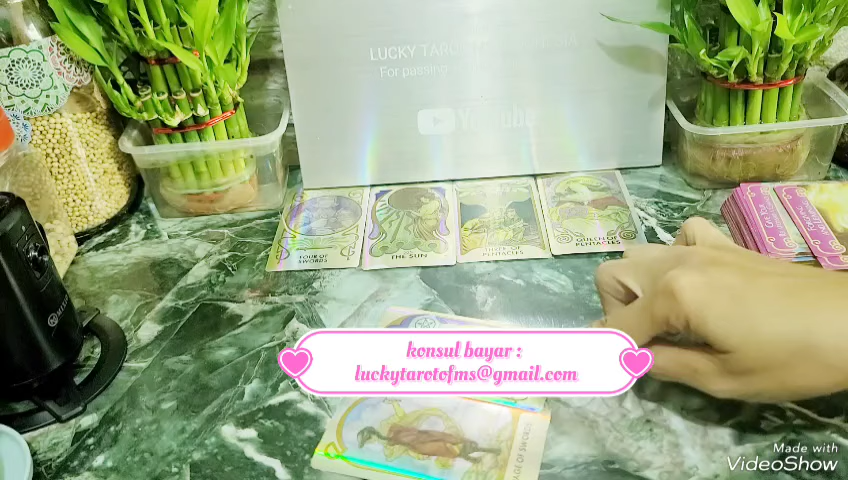 LUCKY TARO
For passing
YouTube
FOUR OF
SWORDS
THE SUN
THREE OF
PENTACLES
QUEEN OF
PENTACLES
konsul bayar :
luckytarotofms@gmail.com
PAGE OF SWORDS
Made with
VideoShow